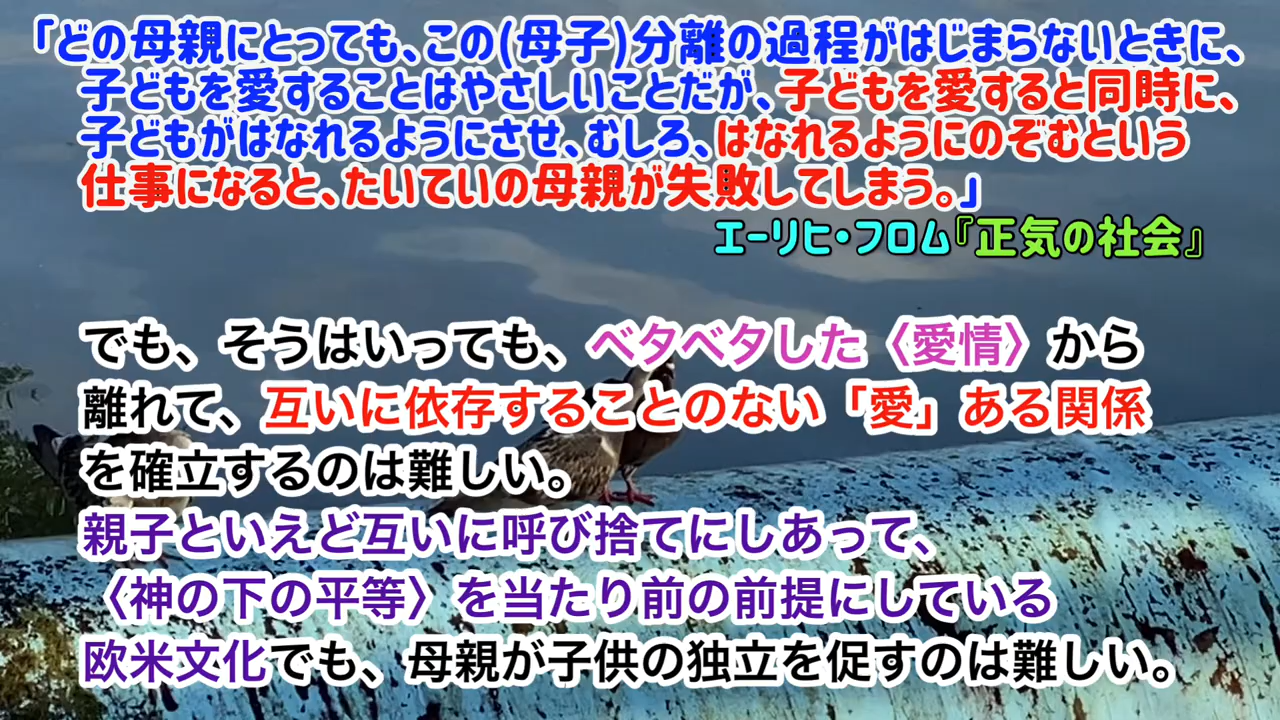 「どの母親にとっても、この(母子)分離の過程がはじまらないときに、
子どもを愛することはやさしいことだが、子どもを愛すると同時に、
子どもがはなれるようにさせ、むしろ、はなれるようにのぞむという
仕事になると、たいていの母親が失敗してしまう。」
エーリヒ・フロム『正気の社会』
でも、そうはいっても、ベタベタした〈愛情〉から
離れて、互いに依存することのない「愛」ある関係
を確立するのは難しい。
親子といえど互いに呼び捨てにしあって、
〈神の下の平等〉を当たり前の前提にしている
欧米文化でも、母親が子供の独立を促すのは難しい。